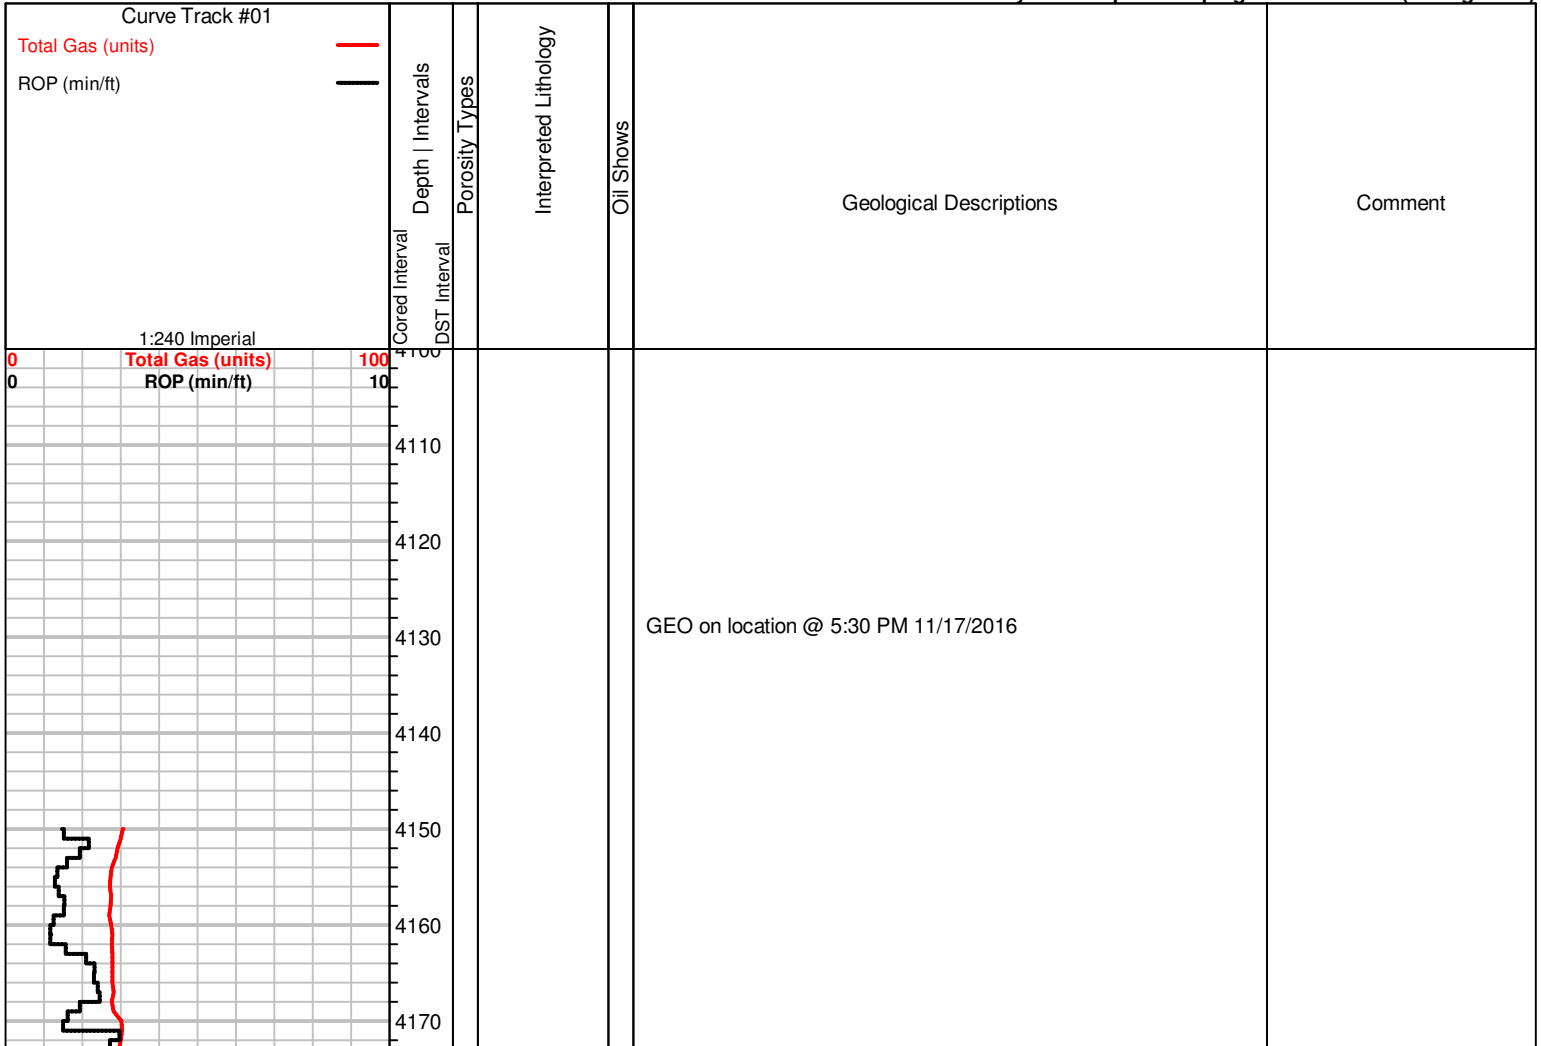 Curve Track #01
Total Gas (units)
ROP (min/ft)
1:240 Imperial
Cored Interval
Depth | Intervals
DST Interval
Porosity Types
Interpreted Lithology
Oil Shows
Geological Descriptions
Comment
0 Total Gas (units) 100
0 ROP (min/ft) 10
4100
4110
4120
GEO on location @ 5:30 PM 11/17/2016
4130
4140
4150
4160
4170